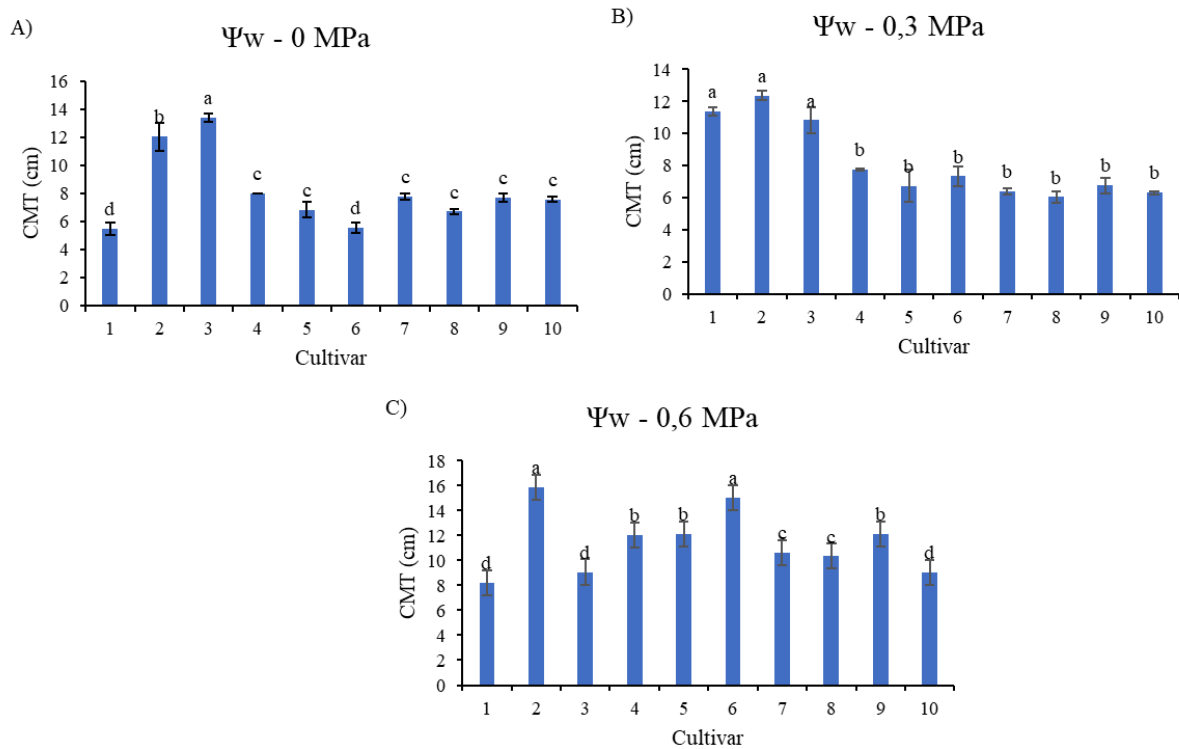 A)
Ψw - 0 MPa
CMT (cm)
16
14
12
10
8
6
4
2
0
d
b
a
c
c
d
c
c
c
c
1 2 3 4 5 6 7 8 9 10
Cultivar
B)
Ψw - 0,3 MPa
CMT (cm)
14
12
10
8
6
4
2
0
a
a
a
b
b
b
b
b
b
b
1 2 3 4 5 6 7 8 9 10
Cultivar
C)
Ψw - 0,6 MPa
CMT (cm)
18
16
14
12
10
8
6
4
2
0
d
a
d
b
b
a
c
c
b
d
1 2 3 4 5 6 7 8 9 10
Cultivar